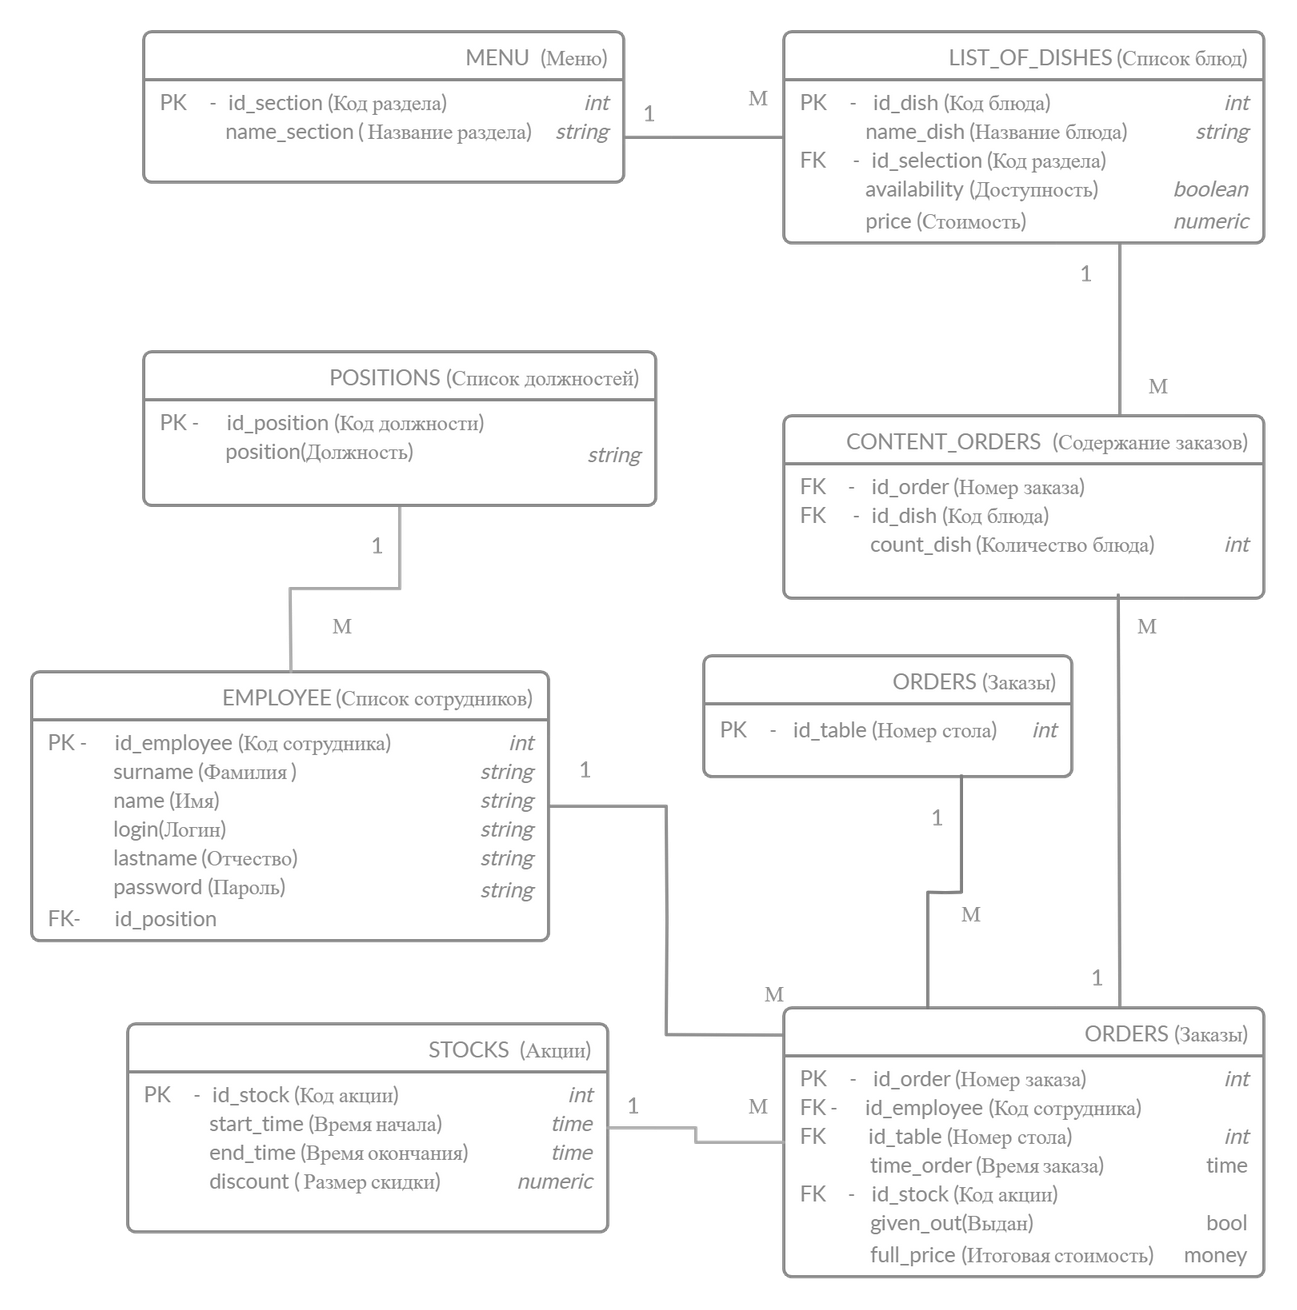 MENU (Меню)
PK - id_section (Код раздела) int
name_section ( Название раздела) string
1
M
LIST_OF_DISHES (Список блюд)
PK - id_dish (Код блюда) int
name_dish (Название блюда) string
FK - id_selection (Код раздела)
availability (Доступность) boolean
price (Стоимость) numeric
1
M
POSITIONS (Список должностей)
PK - id_position (Код должности)
position(Должность) string
1
M
CONTENT_ORDERS (Содержание заказов)
FK - id_order (Номер заказа)
FK - id_dish (Код блюда)
count_dish (Количество блюда) int
M
1
ORDERS (Заказы)
PK - id_table (Номер стола) int
1
M
EMPLOYEE (Список сотрудников)
PK - id_employee (Код сотрудника) int
surname (Фамилия ) string
name (Имя) string
login(Логин) string
lastname (Отчество) string
password (Пароль) string
FK- id_position
1
M
STOCKS (Акции)
PK - id_stock (Код акции) int
start_time (Время начала) time
end_time (Время окончания) time
discount ( Размер скидки) numeric
1
M
ORDERS (Заказы)
PK - id_order (Номер заказа) int
FK - id_employee (Код сотрудника)
FK id_table (Номер стола) int
time_order (Время заказа) time
FK - id_stock (Код акции)
given_out(Выдан) bool
full_price (Итоговая стоимость) money